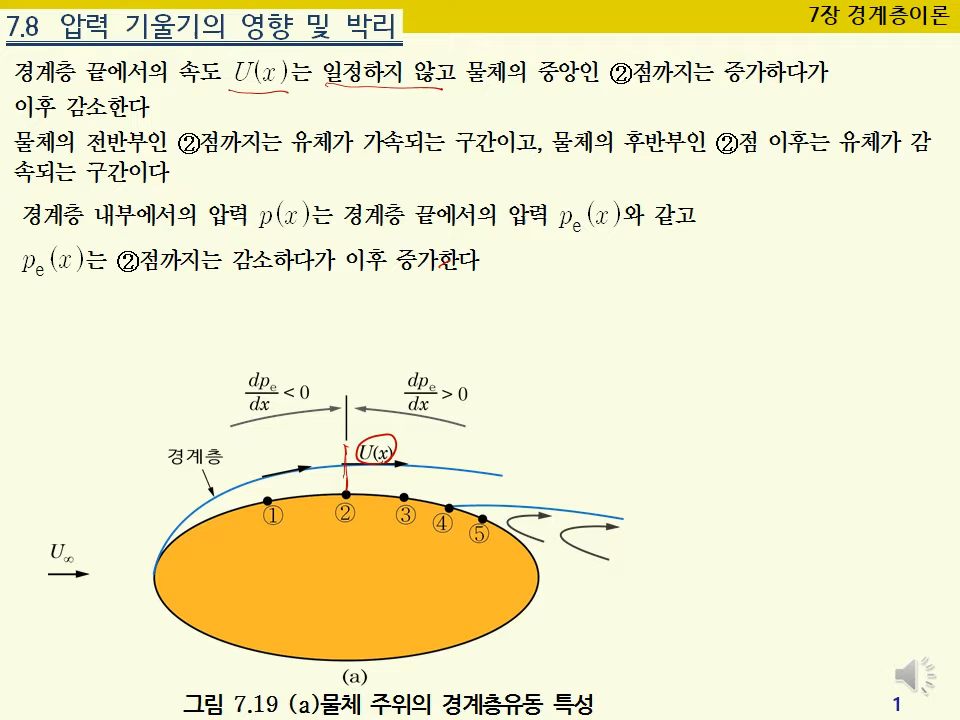 7장 경계층이론
7.8 압력 기울기의 영향 및 박리
경계층 끝에서의 속도 U(x)는 일정하지 않고 물체의 중앙인 ②점까지는 증가하다가
이후 감소한다
물체의 전반부인 ②점까지는 유체가 가속되는 구간이고, 물체의 후반부인 ②점 이후는 유체가 감
속되는 구간이다
경계층 내부에서의 압력 p(x)는 경계층 끝에서의 압력 pₑ(x)와 같고
pₑ(x)는 ②점까지는 감소하다가 이후 증가한다
dpₑ/dx < 0
dpₑ/dx > 0
U(x)
경계층
① ② ③ ④ ⑤
U∞
(a)
그림 7.19 (a)물체 주위의 경계층유동 특성
1